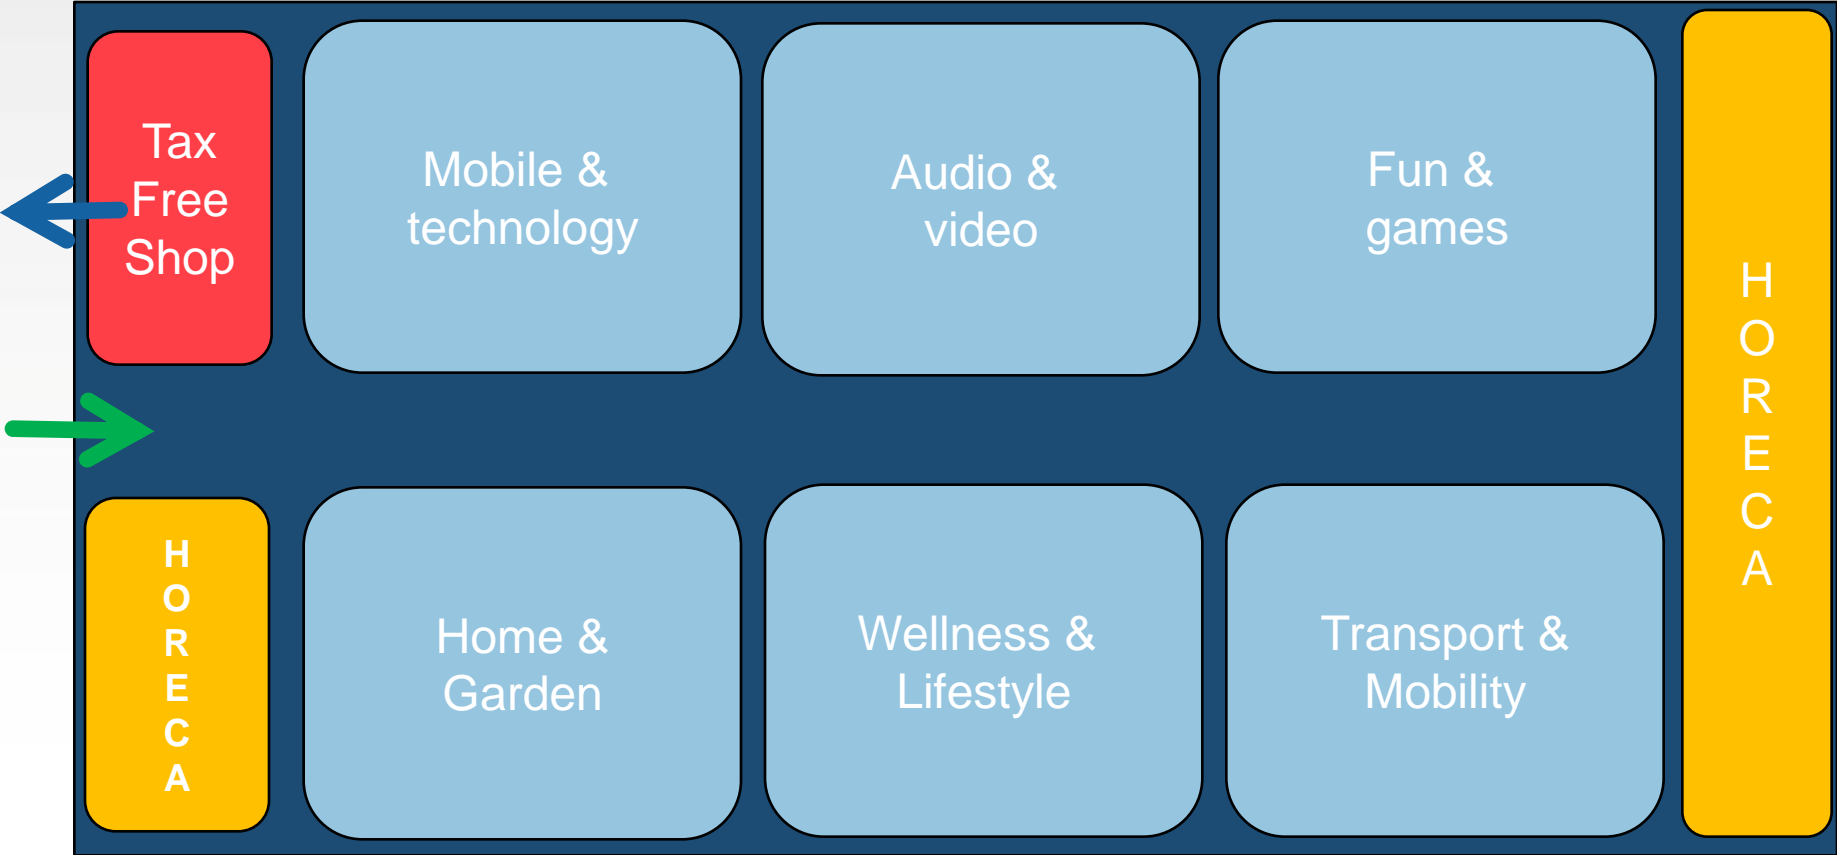 Tax
Free
Shop
Mobile &
technology
Audio &
video
Fun &
games
H
O
R
E
C
A
H
O
R
E
C
A
Home &
Garden
Wellness &
Lifestyle
Transport &
Mobility